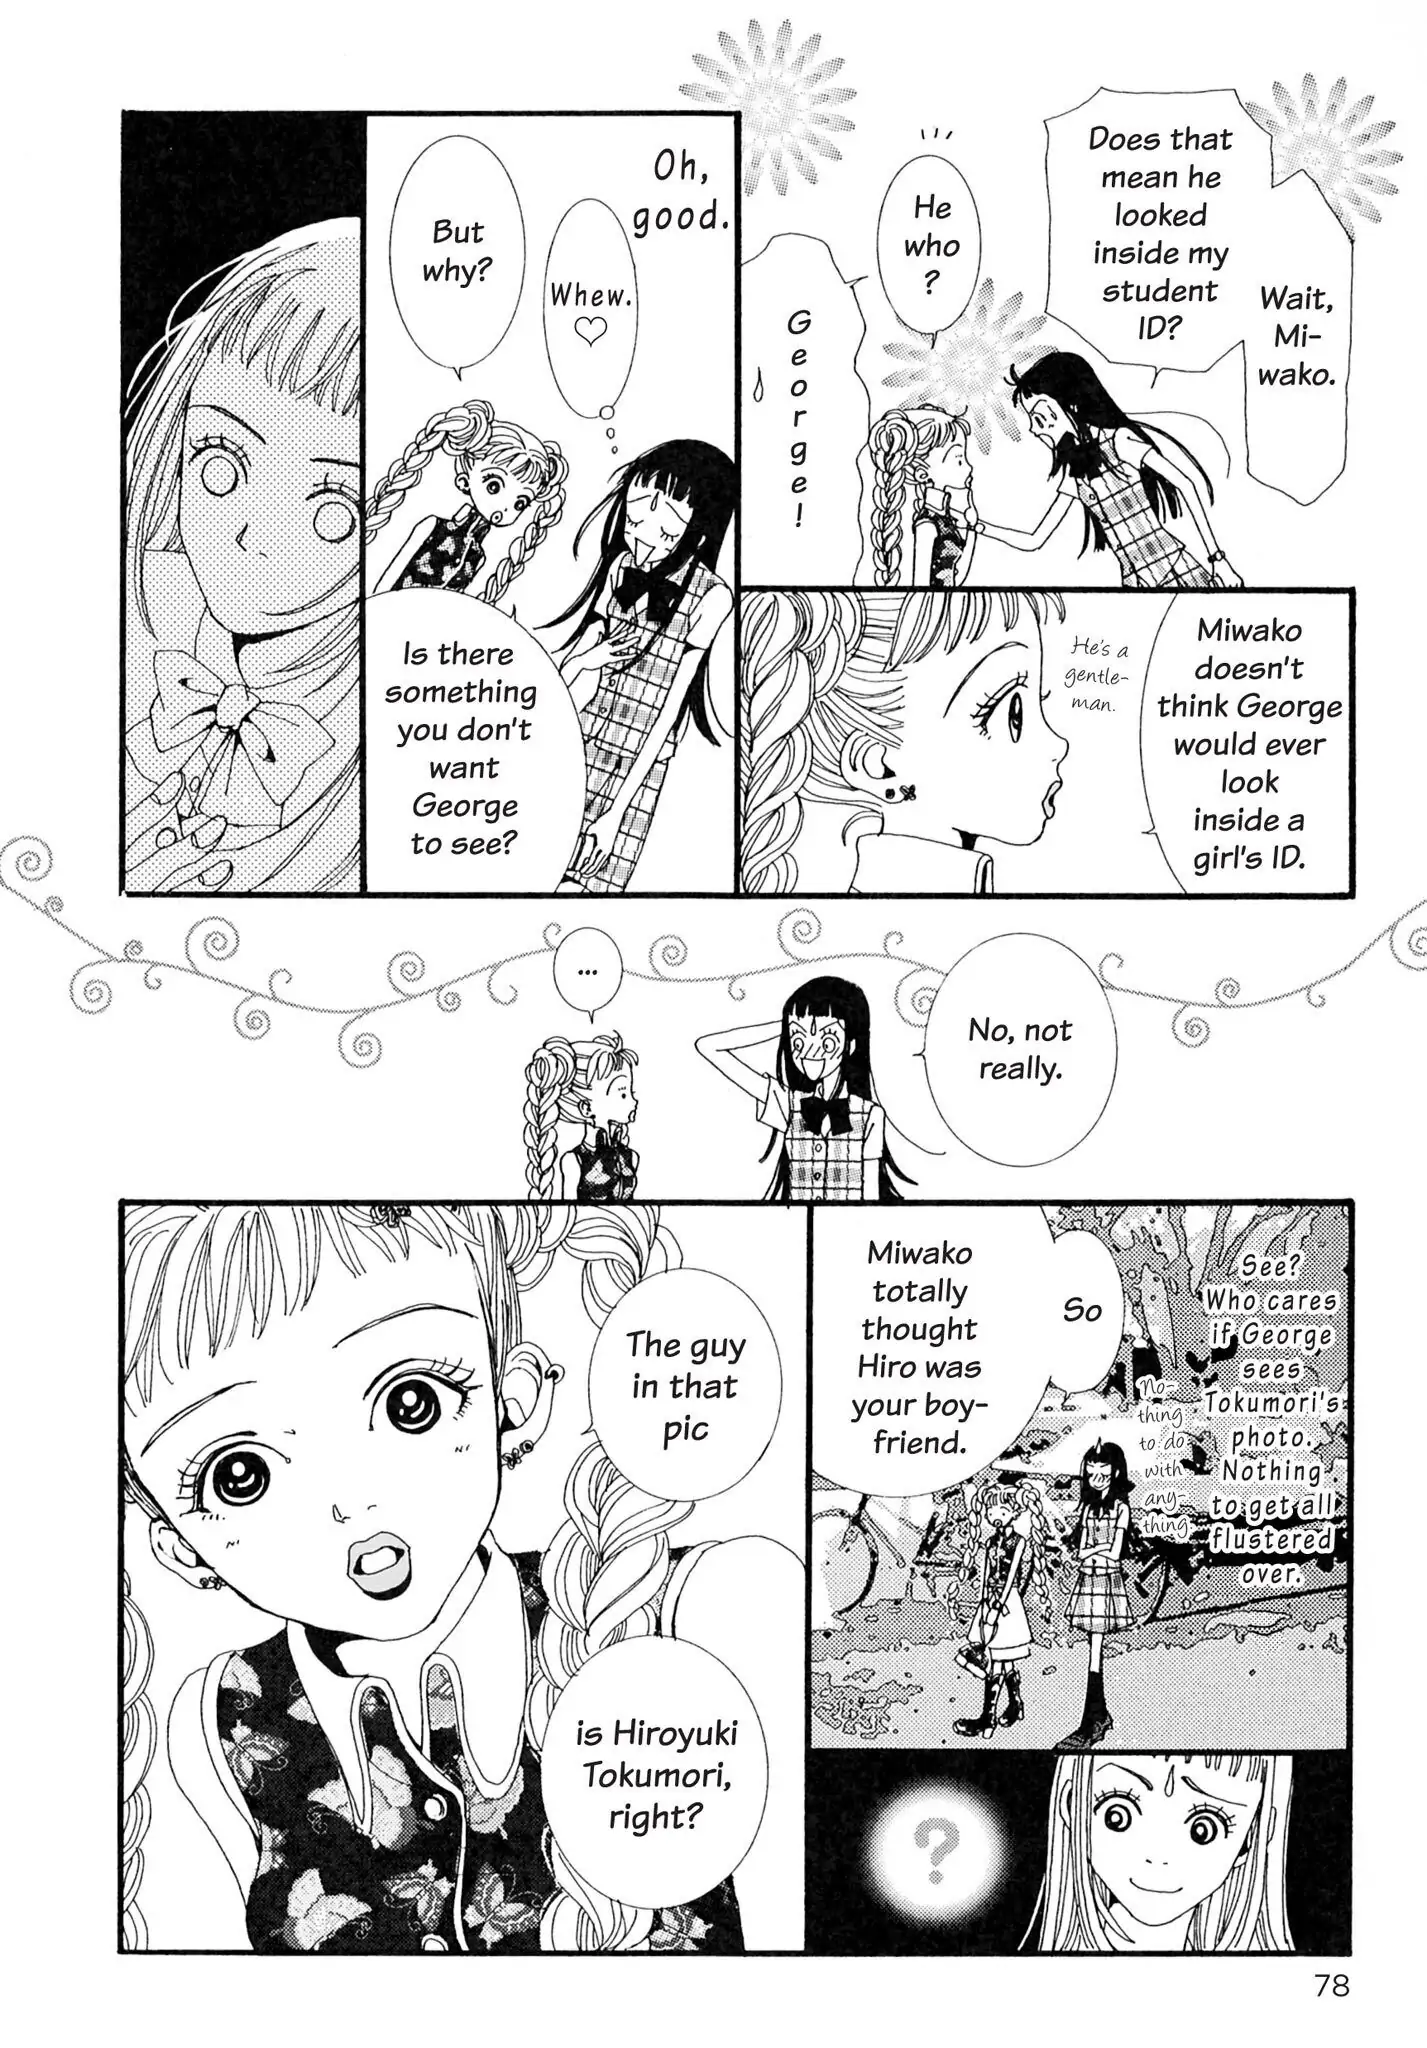 Wait,
Mi-
wako.
Does that
mean he
looked
inside my
student
ID?
He
who
?
George!
Miwako
doesn't
think George
would ever
look
inside a
girl's ID.
He's a
gentle-
man.
Oh,
good.
Whew.
♡
But
why?
Is there
something
you don't
want
George
to see?
No, not
really.
...
See?
Who cares
if George
sees
Tokumori's
photo.
Nothing
to get all
flustered
over.
No-
thing
to do
with
any-
thing
So
Miwako
totally
thought
Hiro was
your boy-
friend.
?
The guy
in that
pic
is Hiroyuki
Tokumori,
right?
78